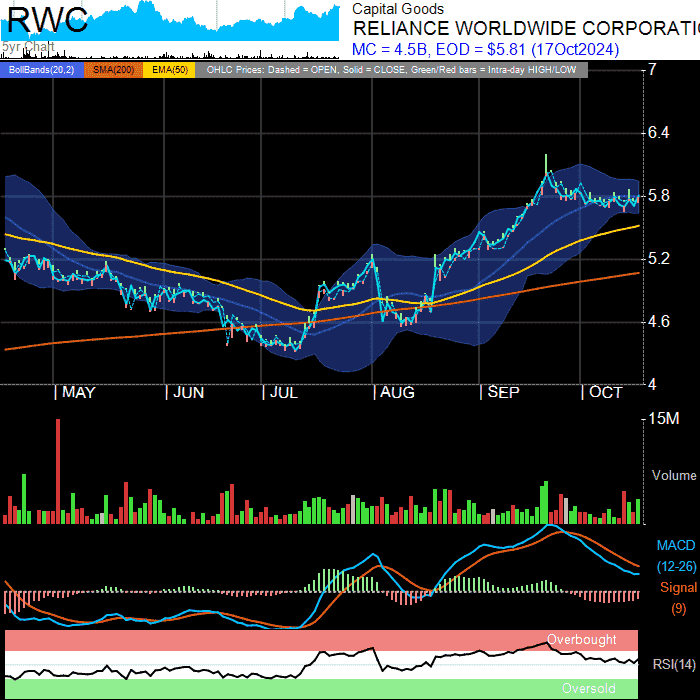 RWC
5yr Chart
Capital Goods
RELIANCE WORLDWIDE CORPORATI
MC = 4.5B, EOD = $5.81 (17Oct2024)
BollBands(20,2) SMA(200) EMA(50) OHLC Prices: Dashed = OPEN, Solid = CLOSE, Green/Red bars = Intra-day HIGH/LOW
7
6.4
5.8
5.2
4.6
4
MAY JUN JUL AUG SEP OCT
15M
Volume
MACD
(12-26)
Signal
(9)
Overbought
RSI(14)
Oversold